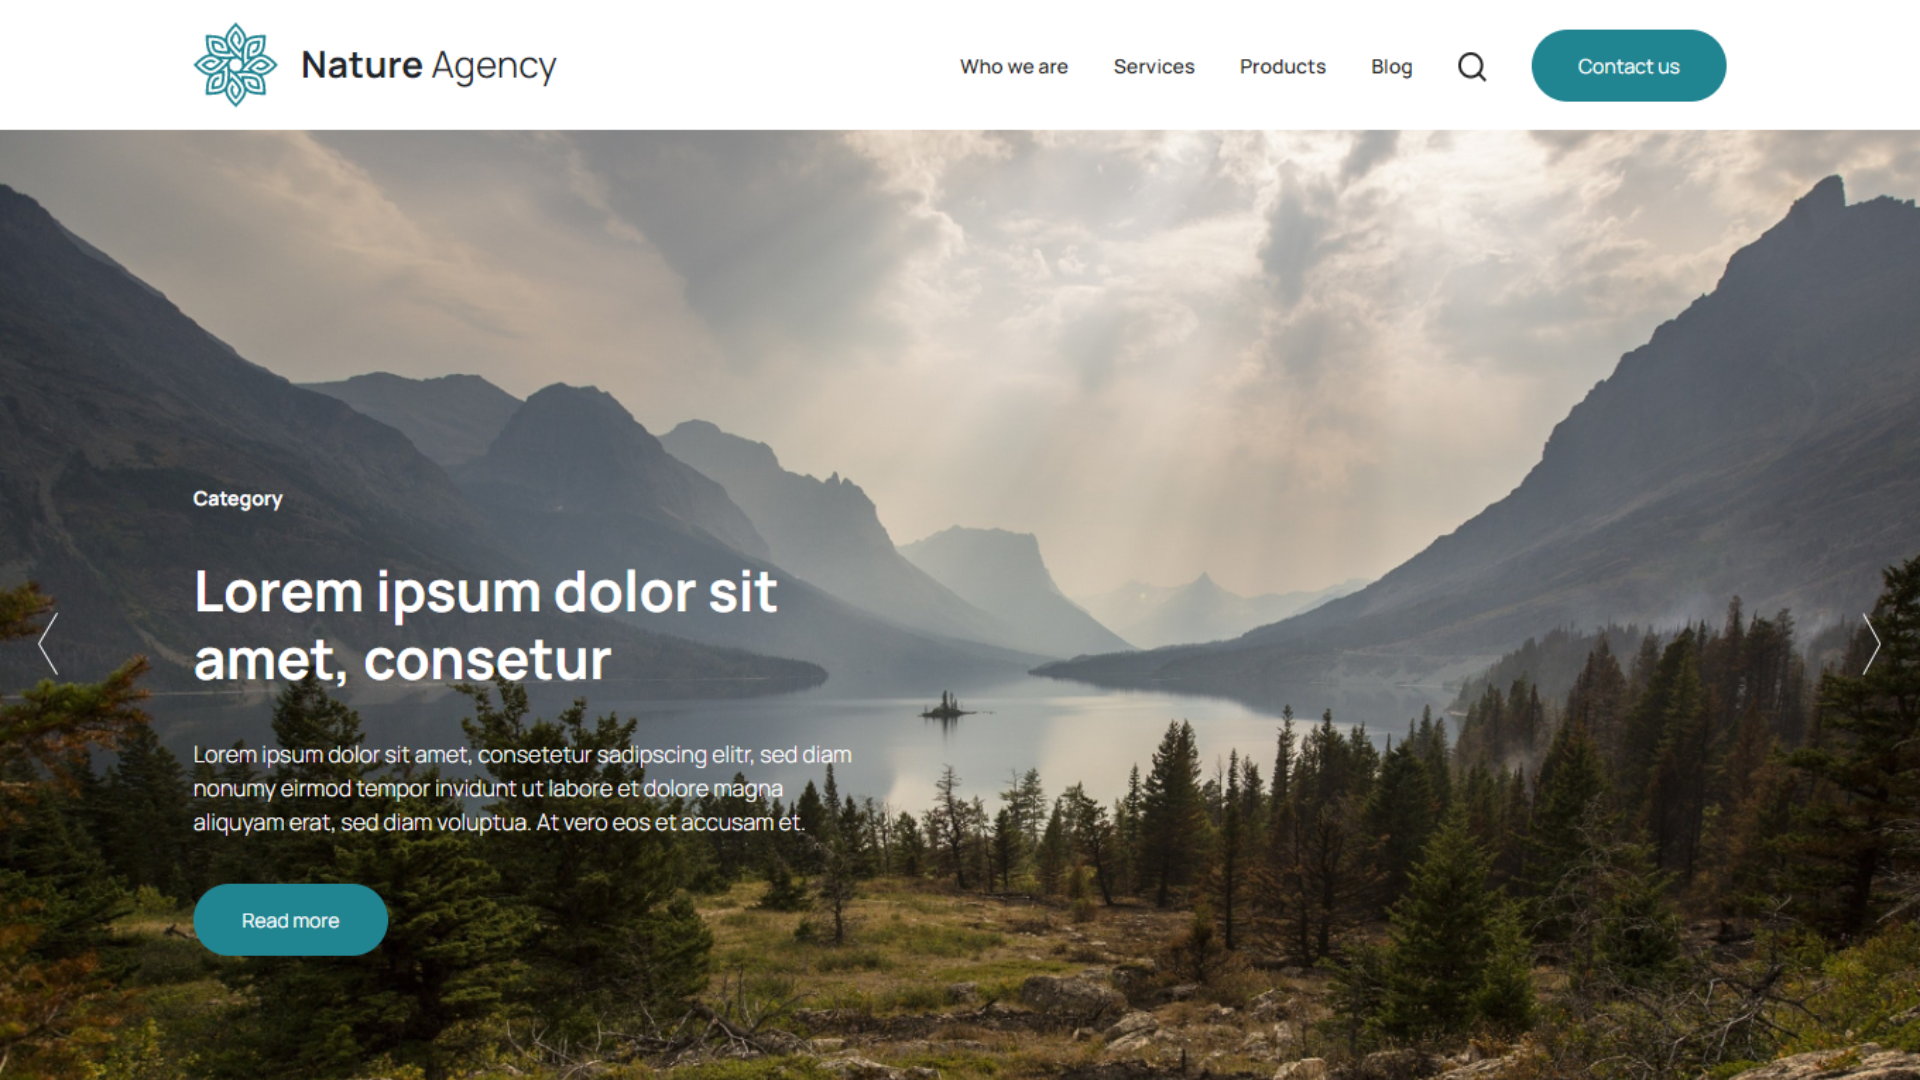 Nature Agency
Who we are
Services
Products
Blog
Contact us
Category
Lorem ipsum dolor sit
amet, consetur
Lorem ipsum dolor sit amet, consetetur sadipscing elitr, sed diam
nonumy eirmod tempor invidunt ut labore et dolore magna
aliquyam erat, sed diam voluptua. At vero eos et accusam et.
Read more